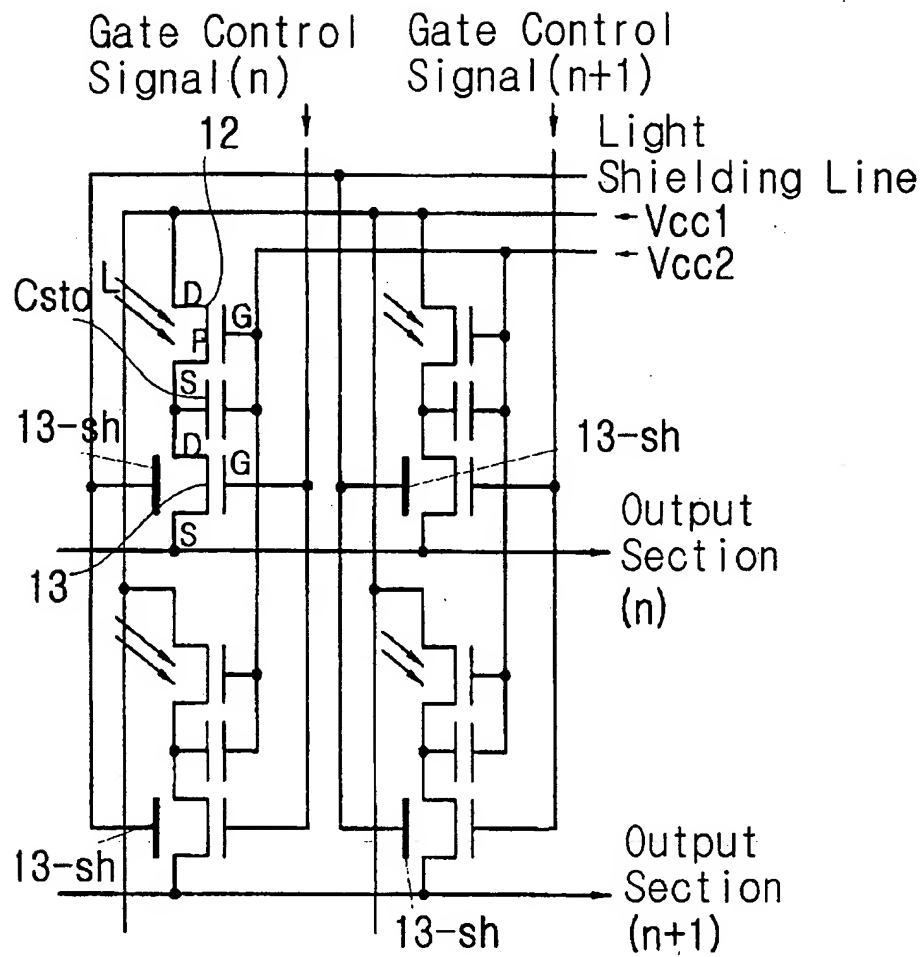 Gate Control
Signal(n)
Gate Control
Signal(n+1)
12
Light
Shielding Line
Vcc1
Vcc2
L
D
Csto
G
P
S
13-sh
D
G
13-sh
S
13
Output
Section
(n)
13-sh
13-sh
Output
Section
(n+1)